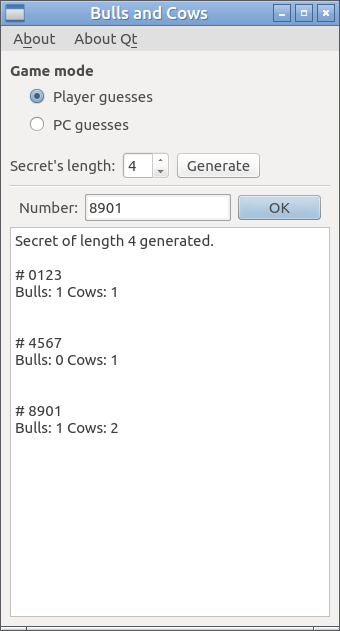 Bulls and Cows
About About Qt
Game mode
Player guesses
PC guesses
Secret's length: 4 Generate
Number: 8901 OK
Secret of length 4 generated.
# 0123
Bulls: 1 Cows: 1
# 4567
Bulls: 0 Cows: 1
# 8901
Bulls: 1 Cows: 2